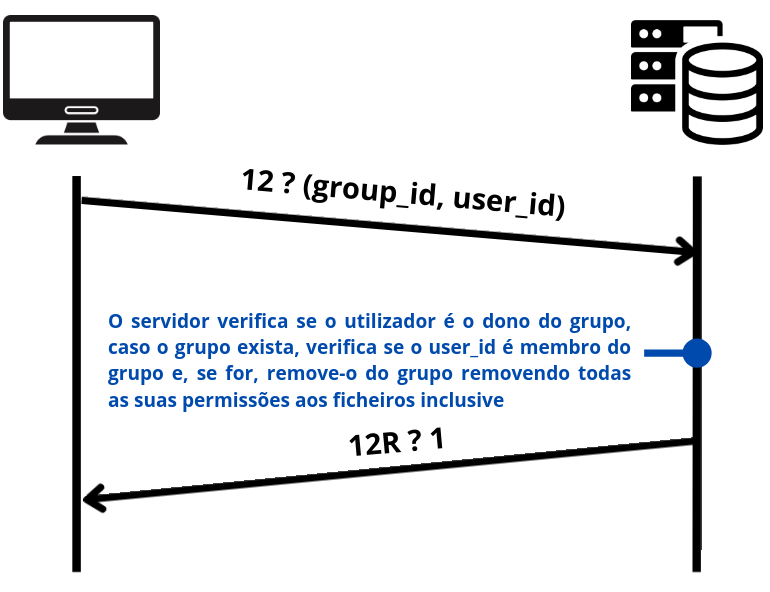 12 ? (group_id, user_id)
O servidor verifica se o utilizador é o dono do grupo,
caso o grupo exista, verifica se o user_id é membro do
grupo e, se for, remove-o do grupo removendo todas
as suas permissões aos ficheiros inclusive
12R ? 1